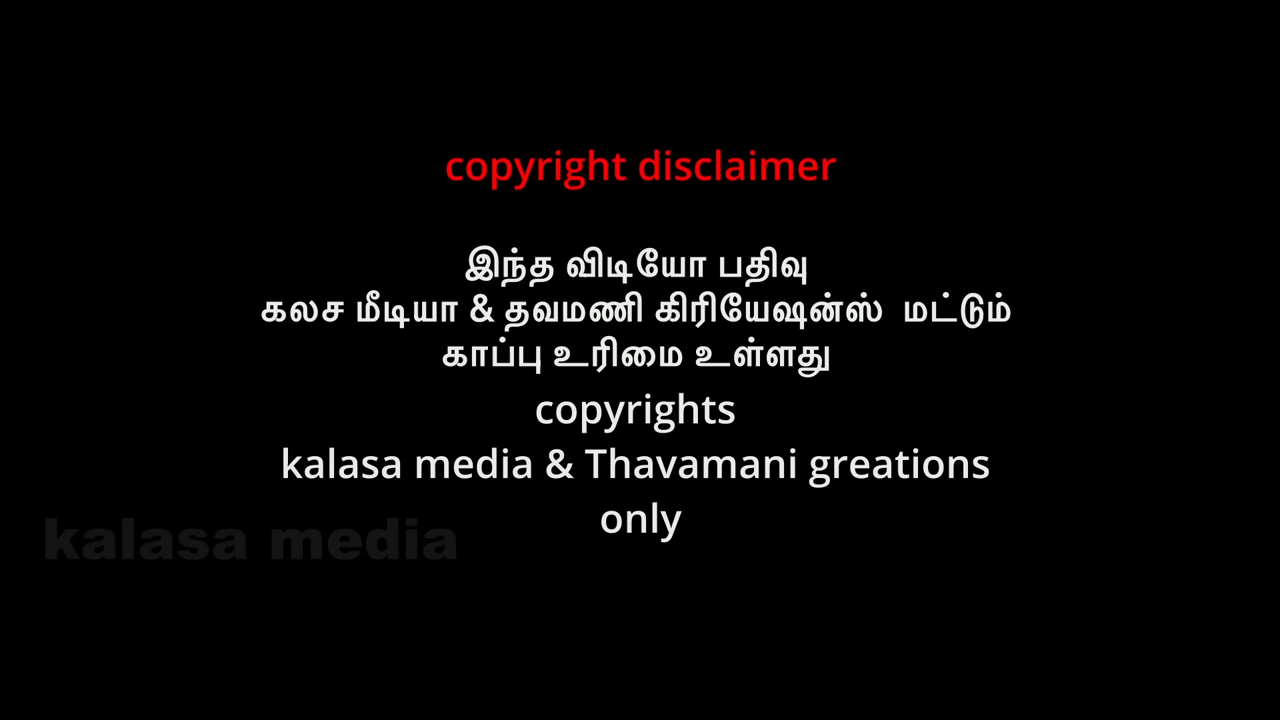 copyright disclaimer
இந்த விடியோ பதிவு
கலச மீடியா & தவமணி கிரியேஷன்ஸ் மட்டும்
காப்பு உரிமை உள்ளது
copyrights
kalasa media & Thavamani greations
only
kalasa media